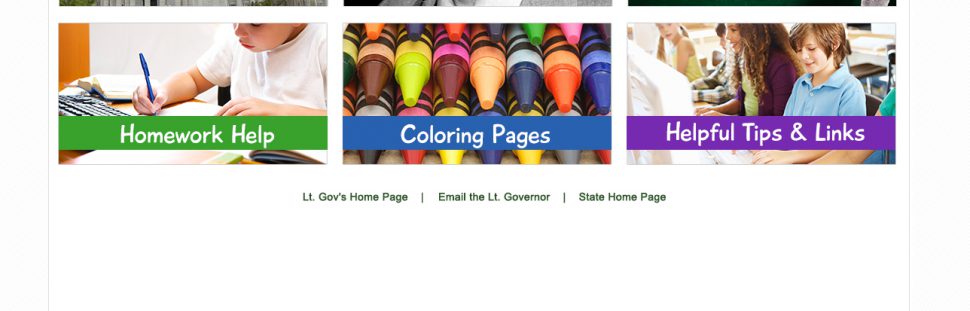 Homework Help
Coloring Pages
Helpful Tips & Links
Lt. Gov's Home Page | Email the Lt. Governor | State Home Page